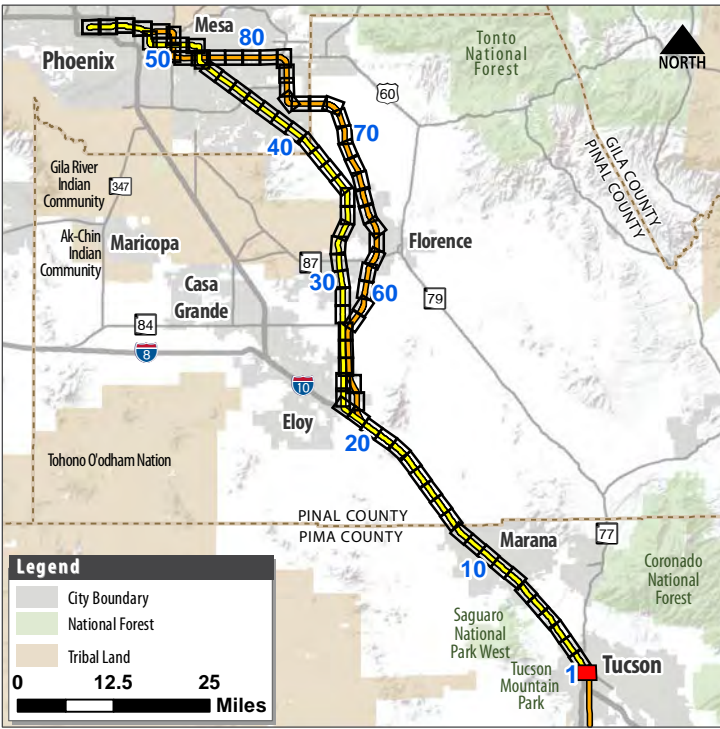 Mesa
80
Phoenix
50
Tonto
National
Forest
NORTH
60
70
40
GILA COUNTY
PINAL COUNTY
Gila River
Indian
Community
347
Ak-Chin
Indian
Community
Maricopa
Florence
87
30
Casa
Grande
60
79
84
8
10
Eloy
20
Tohono O'odham Nation
PINAL COUNTY
PIMA COUNTY
Marana
77
10
Coronado
National
Forest
Saguaro
National
Park West
Tucson
Mountain
Park
1
Tucson
Legend
City Boundary
National Forest
Tribal Land
0 12.5 25
Miles